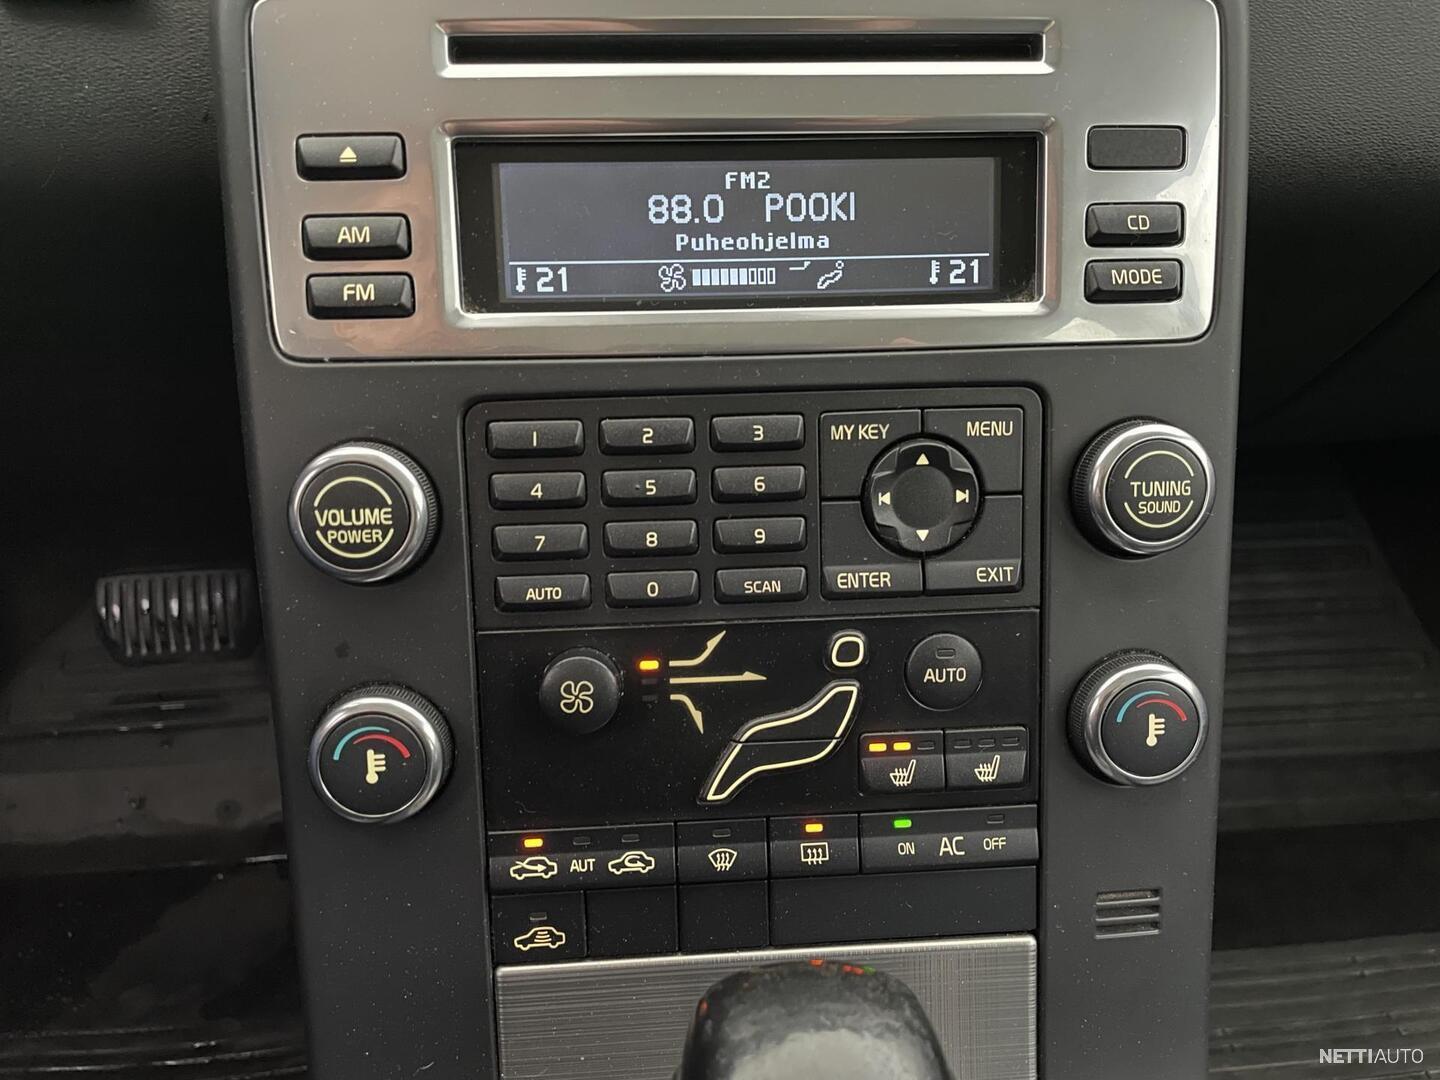 FM2
88.0 POOKI
Puheohjelma
21
21
AM
FM
CD
MODE
1 2 3
4 5 6
7 8 9
AUTO 0 SCAN
MY KEY
MENU
ENTER
EXIT
VOLUME
POWER
TUNING
SOUND
AUTO
AUT
ON AC OFF
NETTIAUTO